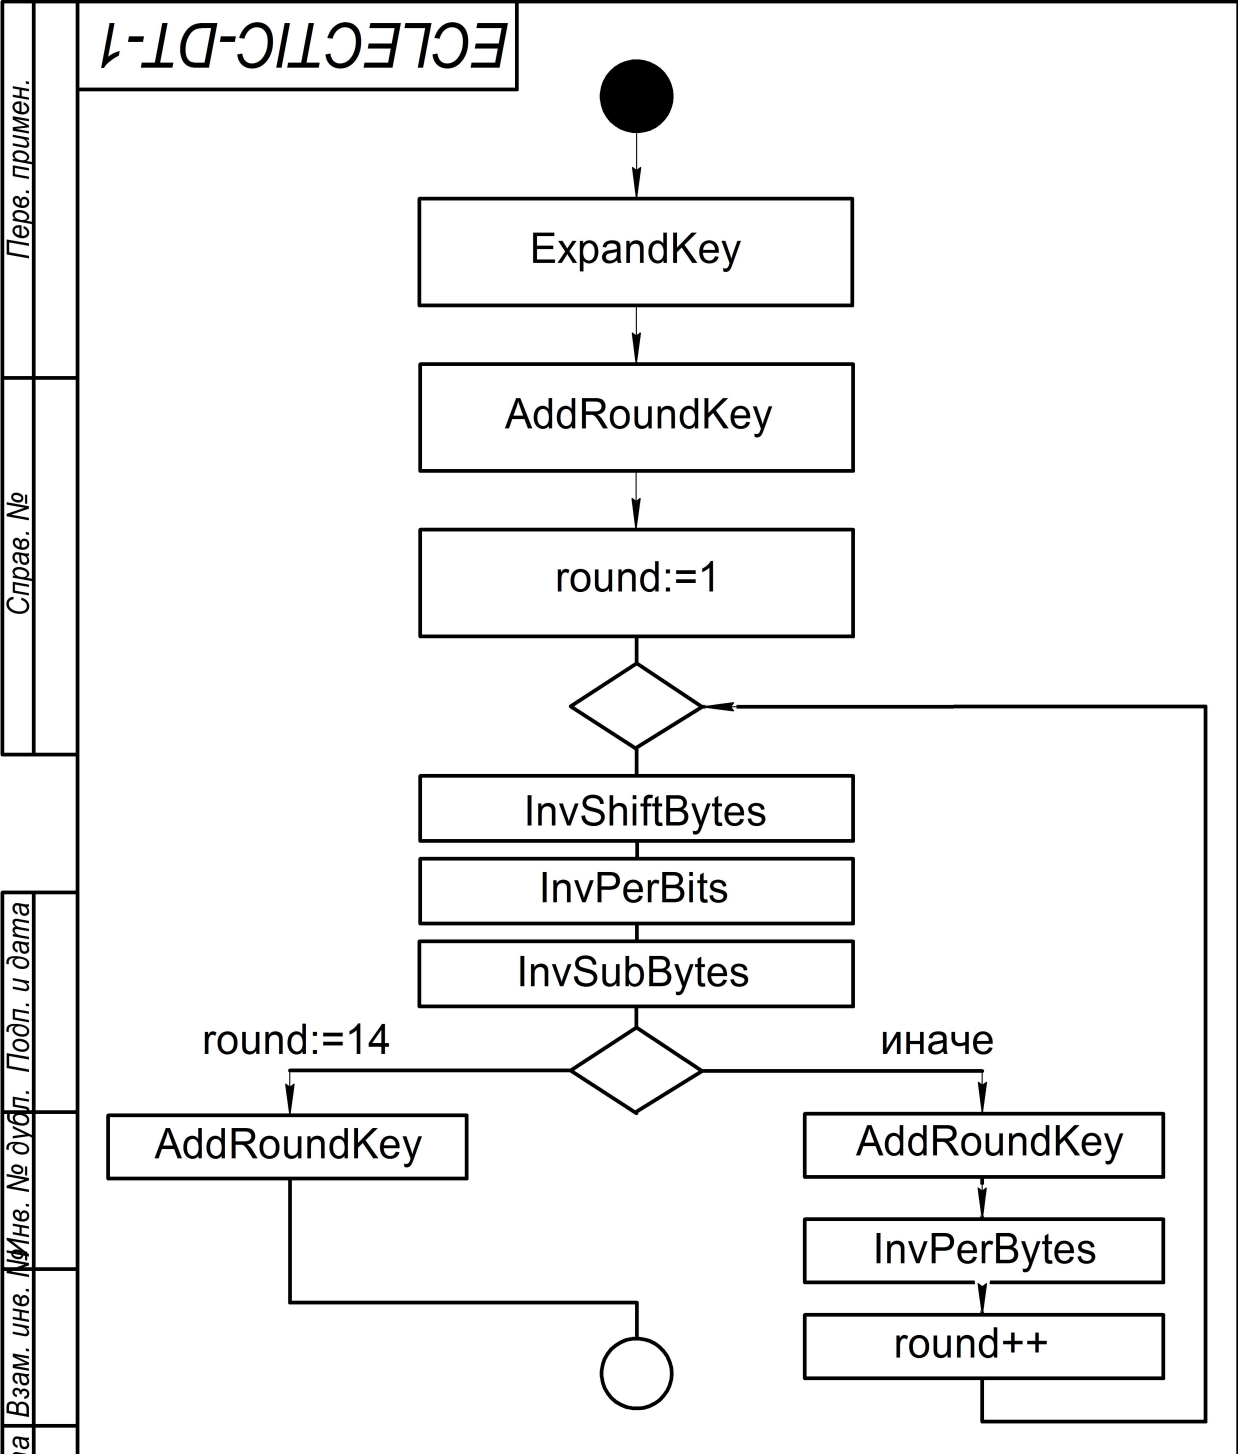 ECLECTIC-DT-1
Перв. примен.
Справ. №
Подп. и дата
Инв. № дубл.
Взам. инв. №
ExpandKey
AddRoundKey
round:=1
InvShiftBytes
InvPerBits
InvSubBytes
round:=14
иначе
AddRoundKey
AddRoundKey
InvPerBytes
round++